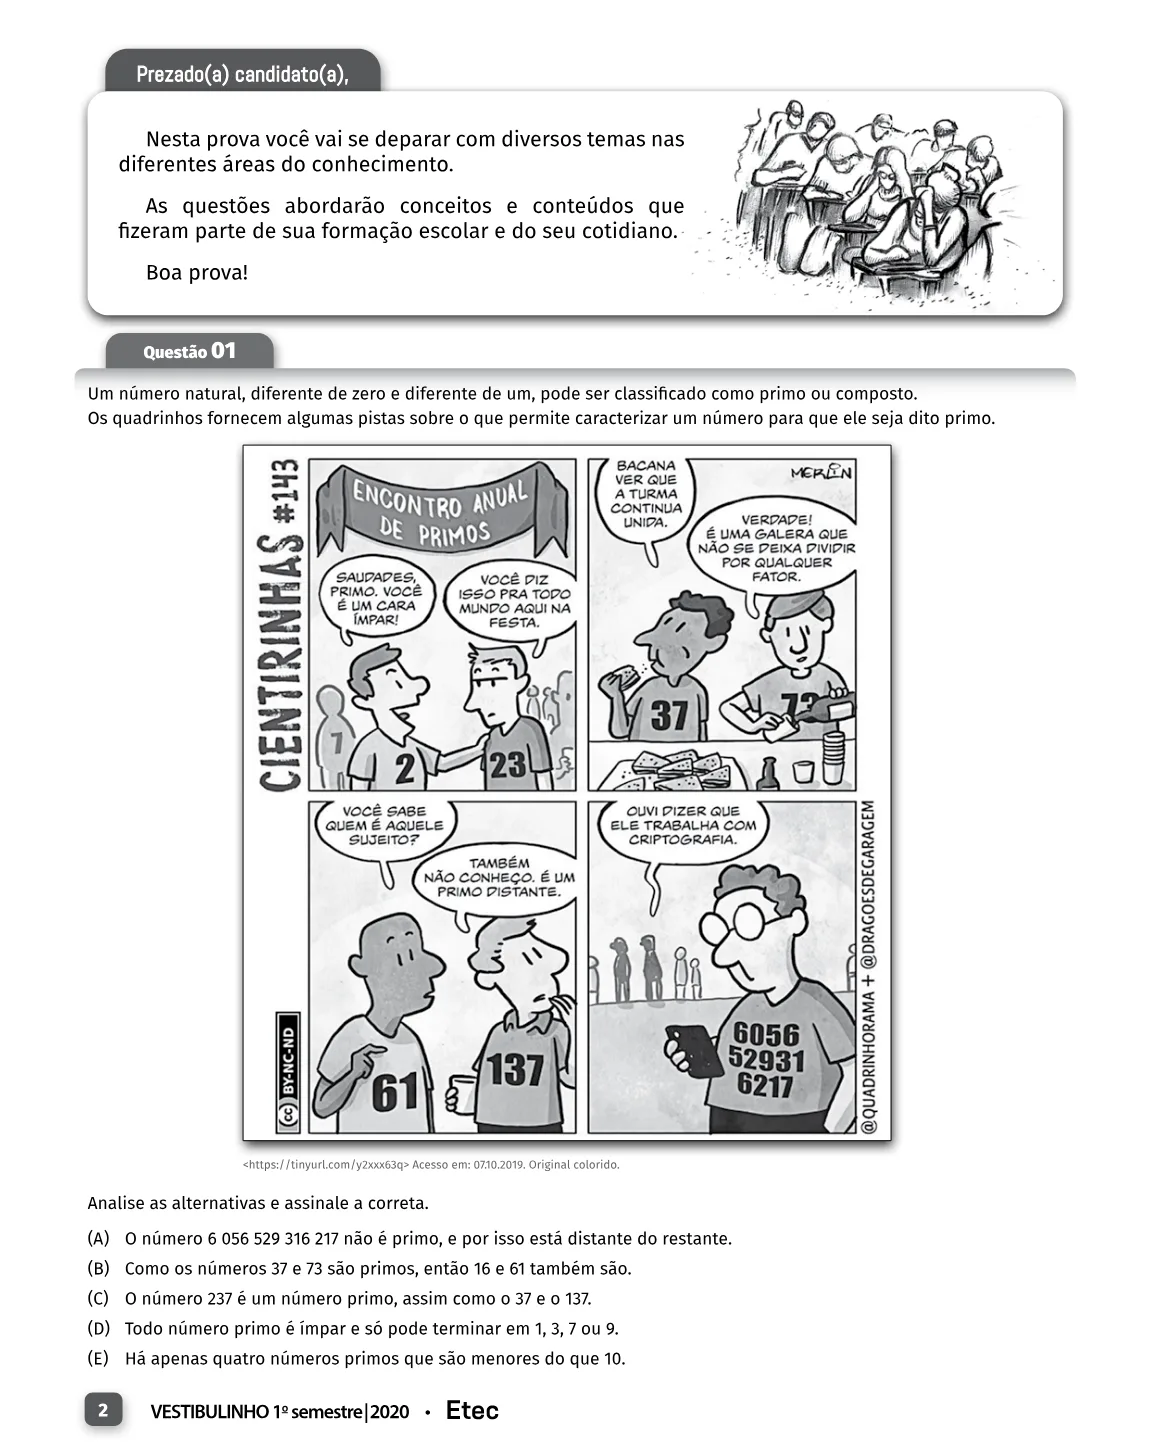 Prezado(a) candidato(a),
Nesta prova você vai se deparar com diversos temas nas
diferentes áreas do conhecimento.
As questões abordarão conceitos e conteúdos que
fizeram parte de sua formação escolar e do seu cotidiano.
Boa prova!
Questão 01
Um número natural, diferente de zero e diferente de um, pode ser classificado como primo ou composto.
Os quadrinhos fornecem algumas pistas sobre o que permite caracterizar um número para que ele seja dito primo.
CIENTIRINHAS #143
ENCONTRO ANUAL
DE PRIMOS
SAUDADES,
PRIMO. VOCÊ
É UM CARA
ÍMPAR!
VOCÊ DIZ
ISSO PRA TODO
MUNDO AQUI NA
FESTA.
7
2
23
BACANA
VER QUE
A TURMA
CONTINUA
UNIDA.
MERLIN
VERDADE!
É UMA GALERA QUE
NÃO SE DEIXA DIVIDIR
POR QUALQUER
FATOR.
37
73
VOCÊ SABE
QUEM É AQUELE
SUJEITO?
TAMBÉM
NÃO CONHEÇO. É UM
PRIMO DISTANTE.
61
137
OUVI DIZER QUE
ELE TRABALHA COM
CRIPTOGRAFIA.
6056
52931
6217
cc BY-NC-ND
@QUADRINHORAMA + @DRAGOESDEGARAGEM
<https://tinyurl.com/y2xxx63q> Acesso em: 07.10.2019. Original colorido.
Analise as alternativas e assinale a correta.
(A) O número 6 056 529 316 217 não é primo, e por isso está distante do restante.
(B) Como os números 37 e 73 são primos, então 16 e 61 também são.
(C) O número 237 é um número primo, assim como o 37 e o 137.
(D) Todo número primo é ímpar e só pode terminar em 1, 3, 7 ou 9.
(E) Há apenas quatro números primos que são menores do que 10.
2 VESTIBULINHO 1º semestre|2020 • Etec